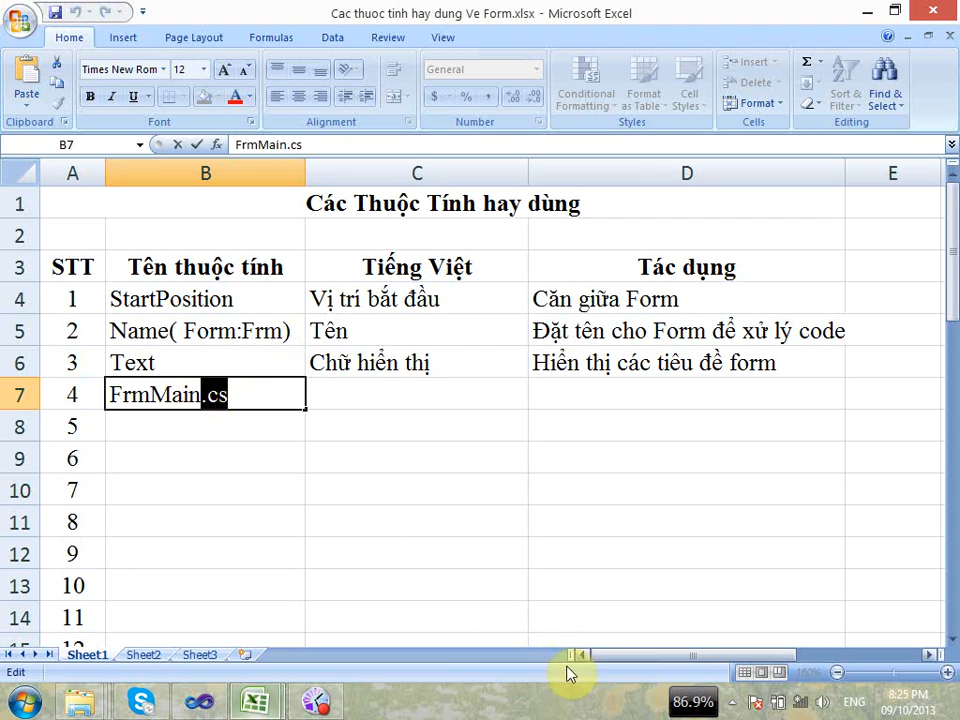 Cac thuoc tinh hay dung Ve Form.xlsx - Microsoft Excel
Home Insert Page Layout Formulas Data Review View
Paste
Times New Rom 12
General
Conditional Formatting
Format as Table
Cell Styles
Insert
Delete
Format
Sort & Filter
Find & Select
Clipboard Font Alignment Number Styles Cells Editing
B7 FrmMain.cs
A B C D E
1 Các Thuộc Tính hay dùng
2
3 STT Tên thuộc tính Tiếng Việt Tác dụng
4 1 StartPosition Vị trí bắt đầu Căn giữa Form
5 2 Name( Form:Frm) Tên Đặt tên cho Form để xử lý code
6 3 Text Chữ hiển thị Hiển thị các tiêu đề form
7 4 FrmMain.cs
8 5
9 6
10 7
11 8
12 9
13 10
14 11
Sheet1 Sheet2 Sheet3
Edit
86.9% ENG 8:25 PM
09/10/2013